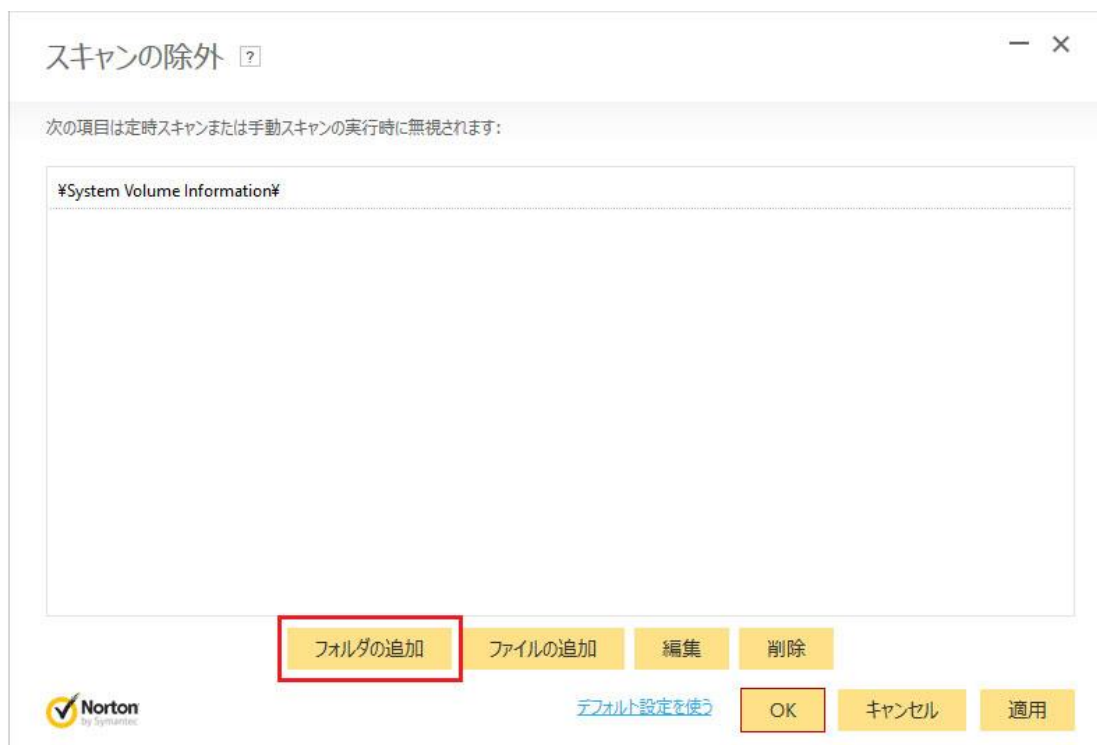 スキャンの除外 ?
次の項目は定時スキャンまたは手動スキャンの実行時に無視されます:
¥System Volume Information¥
フォルダの追加 ファイルの追加 編集 削除
Norton
by Symantec
デフォルト設定を使う OK キャンセル 適用